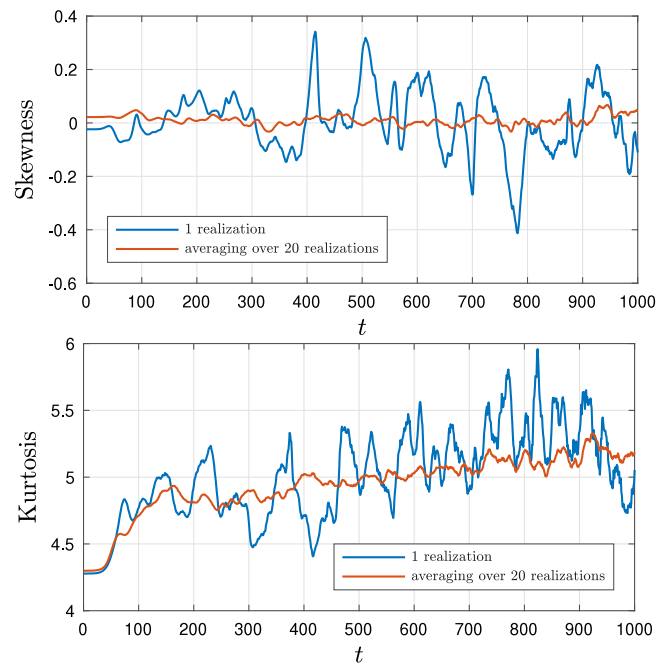 0.4
0.2
0
-0.2
-0.4
-0.6
Skewness
1 realization
averaging over 20 realizations
0 100 200 300 400 500 600 700 800 900 1000
t
6
5.5
5
4.5
4
Kurtosis
1 realization
averaging over 20 realizations
0 100 200 300 400 500 600 700 800 900 1000
t